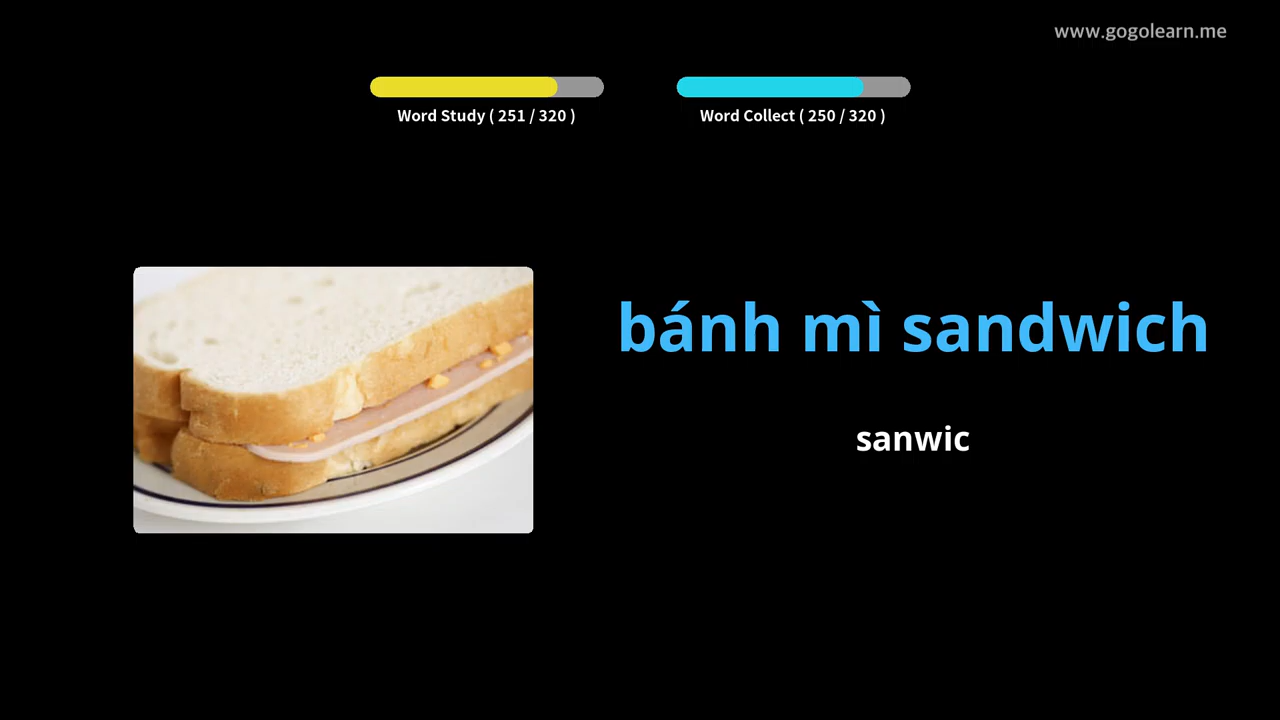 www.gogolearn.me
Word Study ( 251 / 320 )
Word Collect ( 250 / 320 )
bánh mì sandwich
sanwic